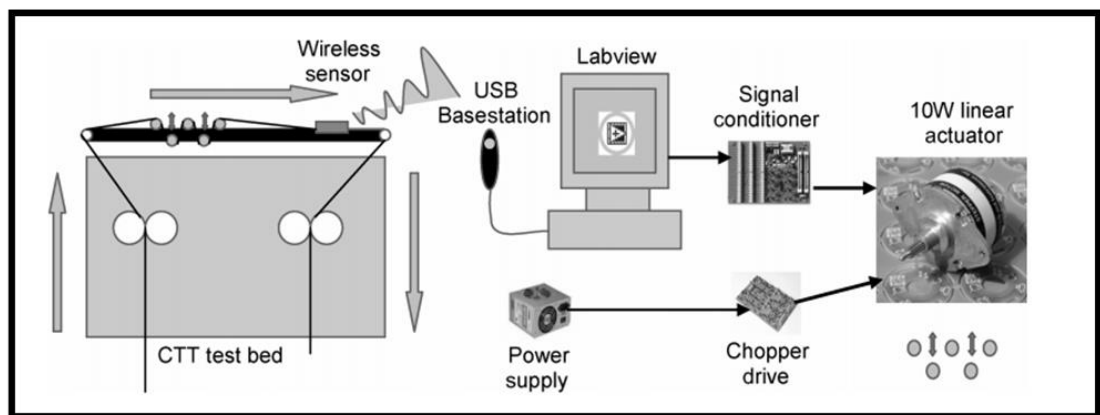 Wireless
sensor
USB
Basestation
Labview
Signal
conditioner
10W linear
actuator
CTT test bed
Power
supply
Chopper
drive